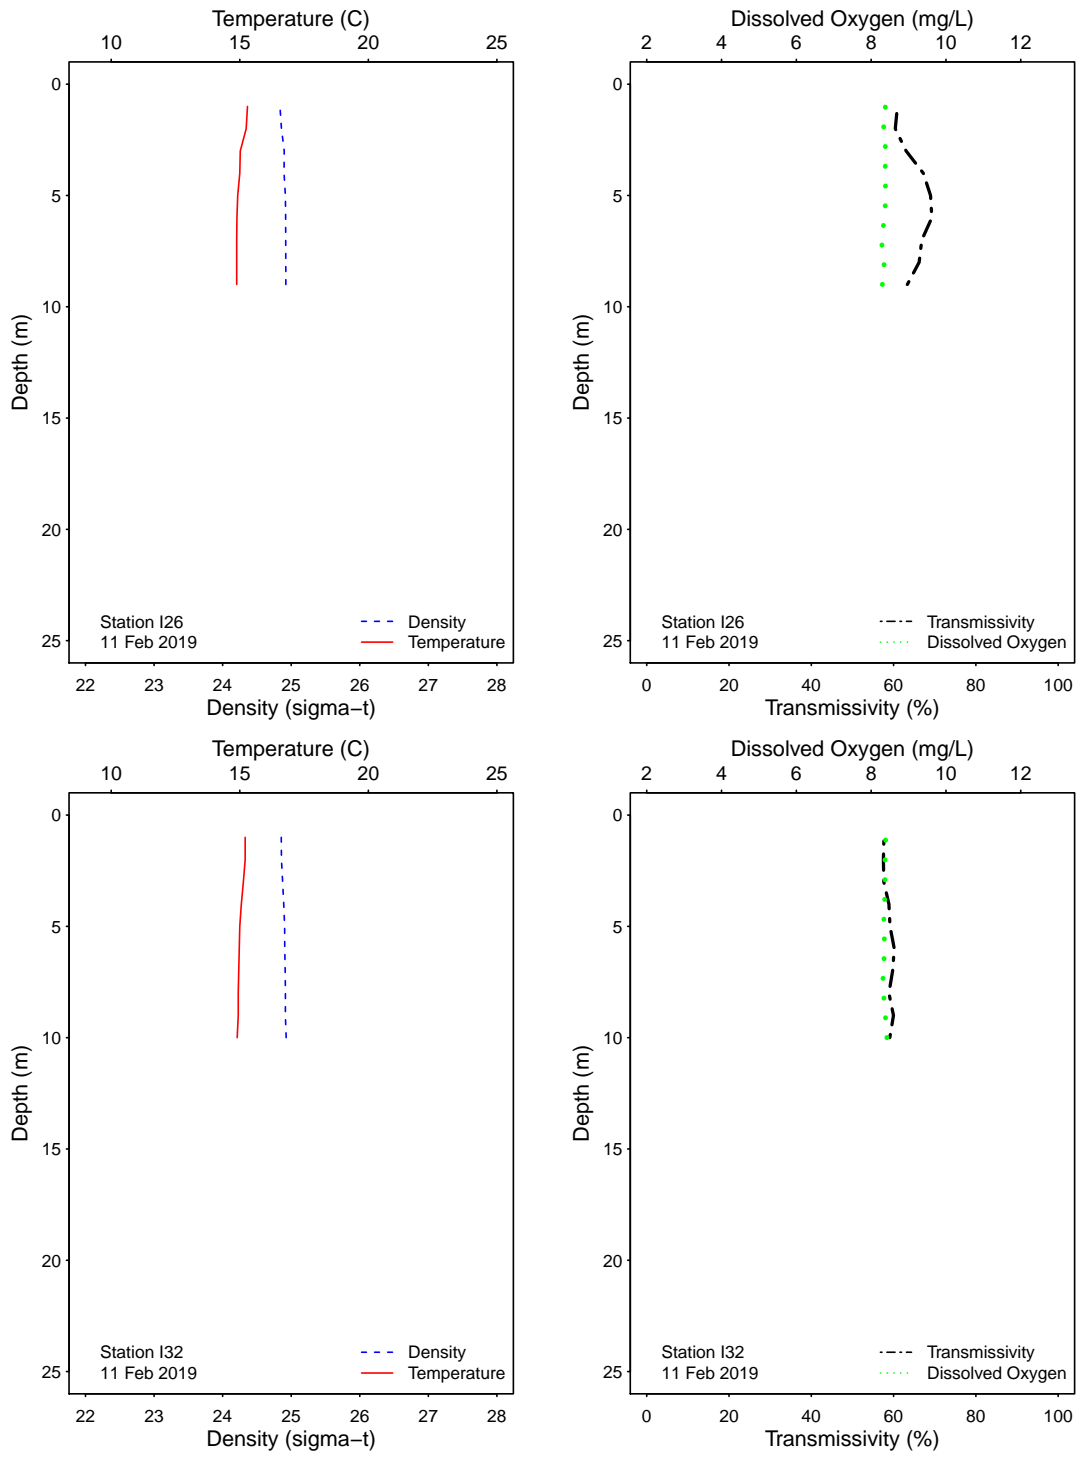 Temperature (C)
10 15 20 25
0
5
10
15
20
25
Depth (m)
Station I26
11 Feb 2019
Density
Temperature
22 23 24 25 26 27 28
Density (sigma−t)
Dissolved Oxygen (mg/L)
2 4 6 8 10 12
0
5
10
15
20
25
Depth (m)
Station I26
11 Feb 2019
Transmissivity
Dissolved Oxygen
0 20 40 60 80 100
Transmissivity (%)
Temperature (C)
10 15 20 25
0
5
10
15
20
25
Depth (m)
Station I32
11 Feb 2019
Density
Temperature
22 23 24 25 26 27 28
Density (sigma−t)
Dissolved Oxygen (mg/L)
2 4 6 8 10 12
0
5
10
15
20
25
Depth (m)
Station I32
11 Feb 2019
Transmissivity
Dissolved Oxygen
0 20 40 60 80 100
Transmissivity (%)